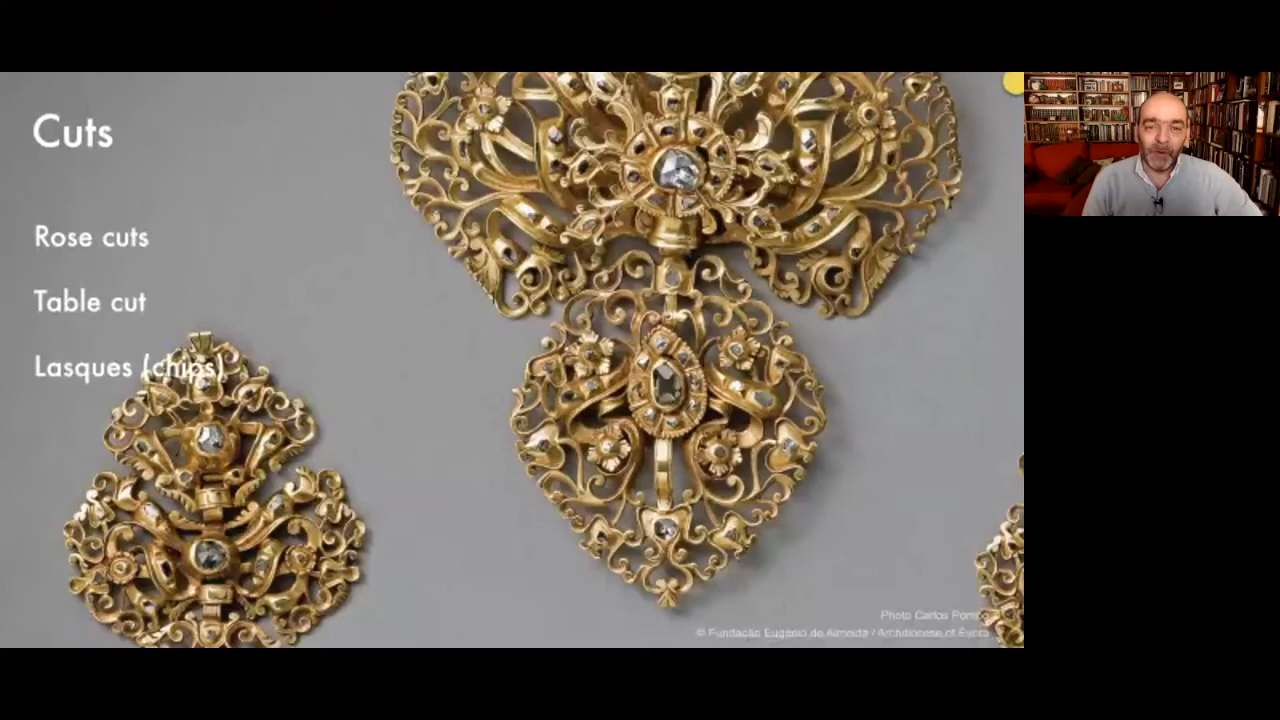 Cuts
Rose cuts
Table cut
Lasques (chips)
Photo Carlos Pombo
© Fundação Eugénio de Almeida / Archdiocese of Évora